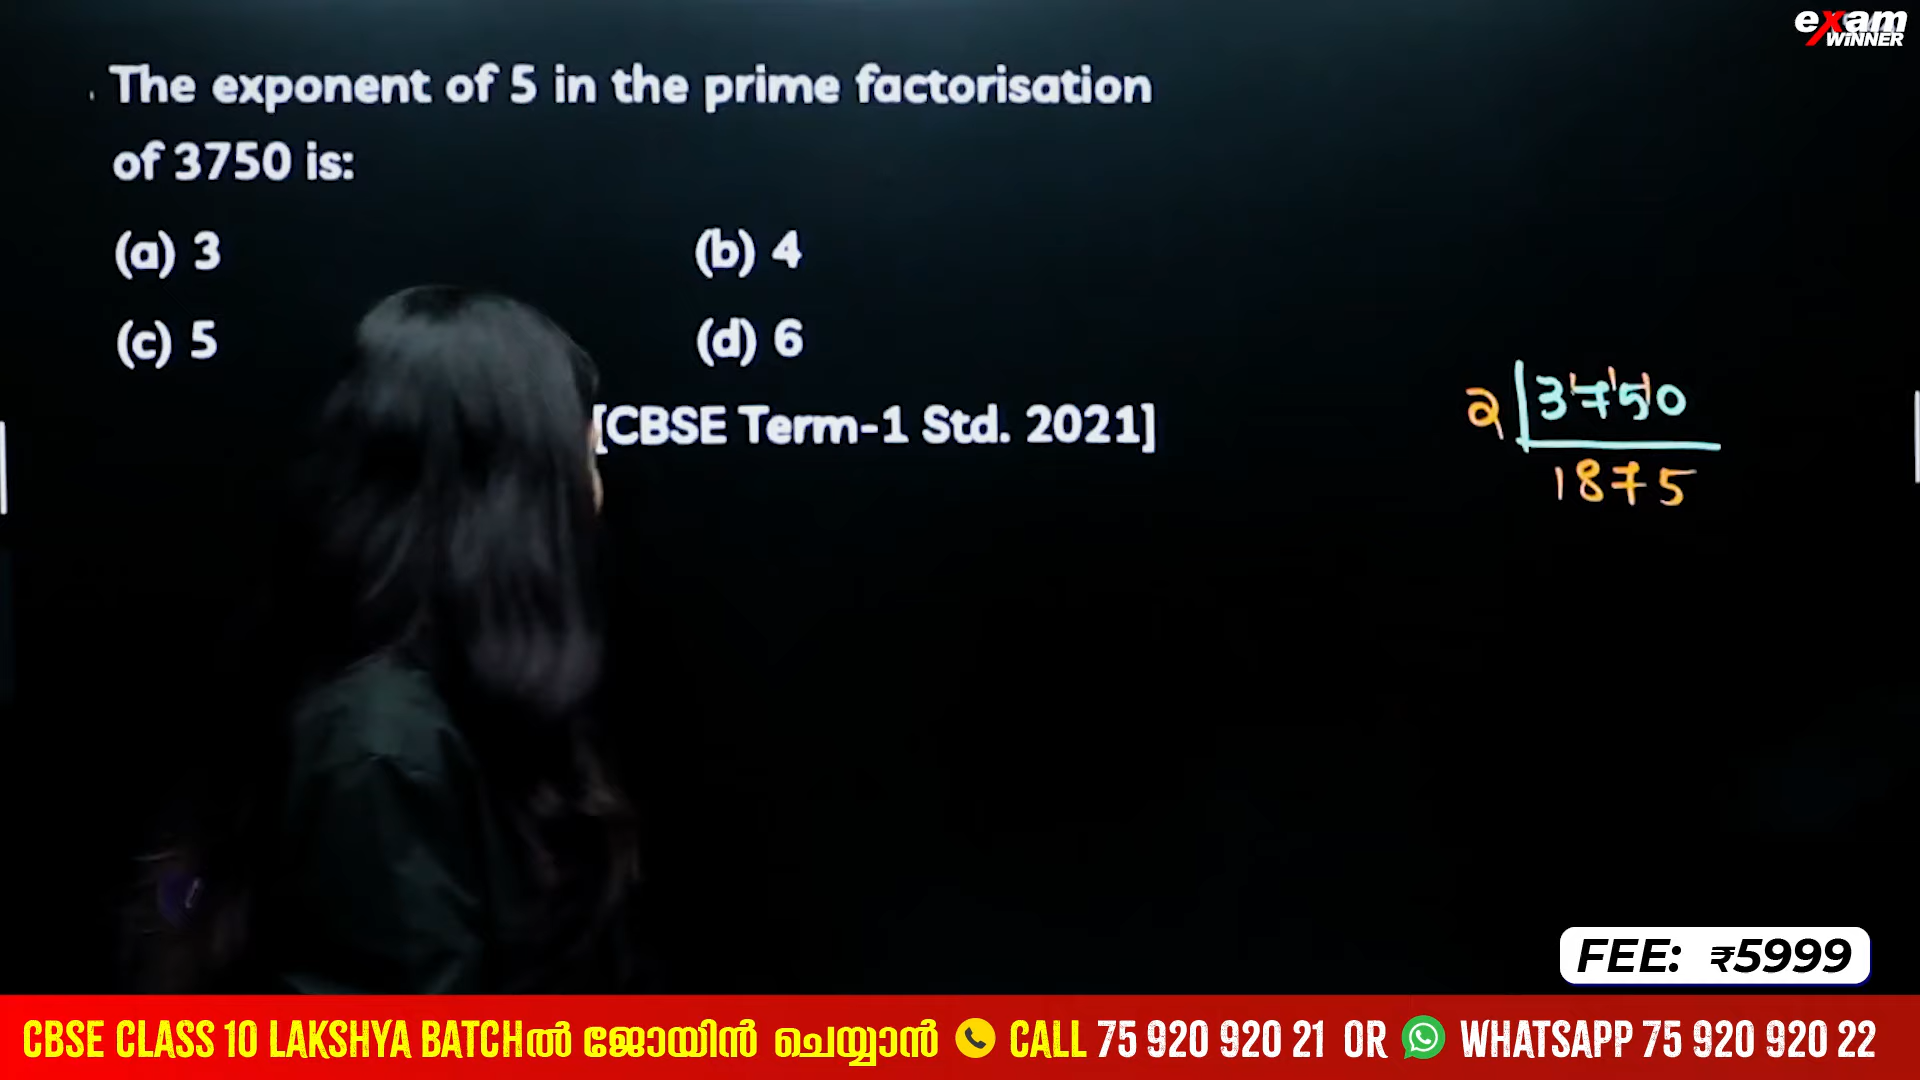 exam
WINNER
The exponent of 5 in the prime factorisation
of 3750 is:
(a) 3 (b) 4
(c) 5 (d) 6
[CBSE Term-1 Std. 2021]
2 3750
1875
FEE: ₹5999
CBSE CLASS 10 LAKSHYA BATCHൽ ജോയിൻ ചെയ്യാൻ CALL 75 920 920 21 OR WHATSAPP 75 920 920 22